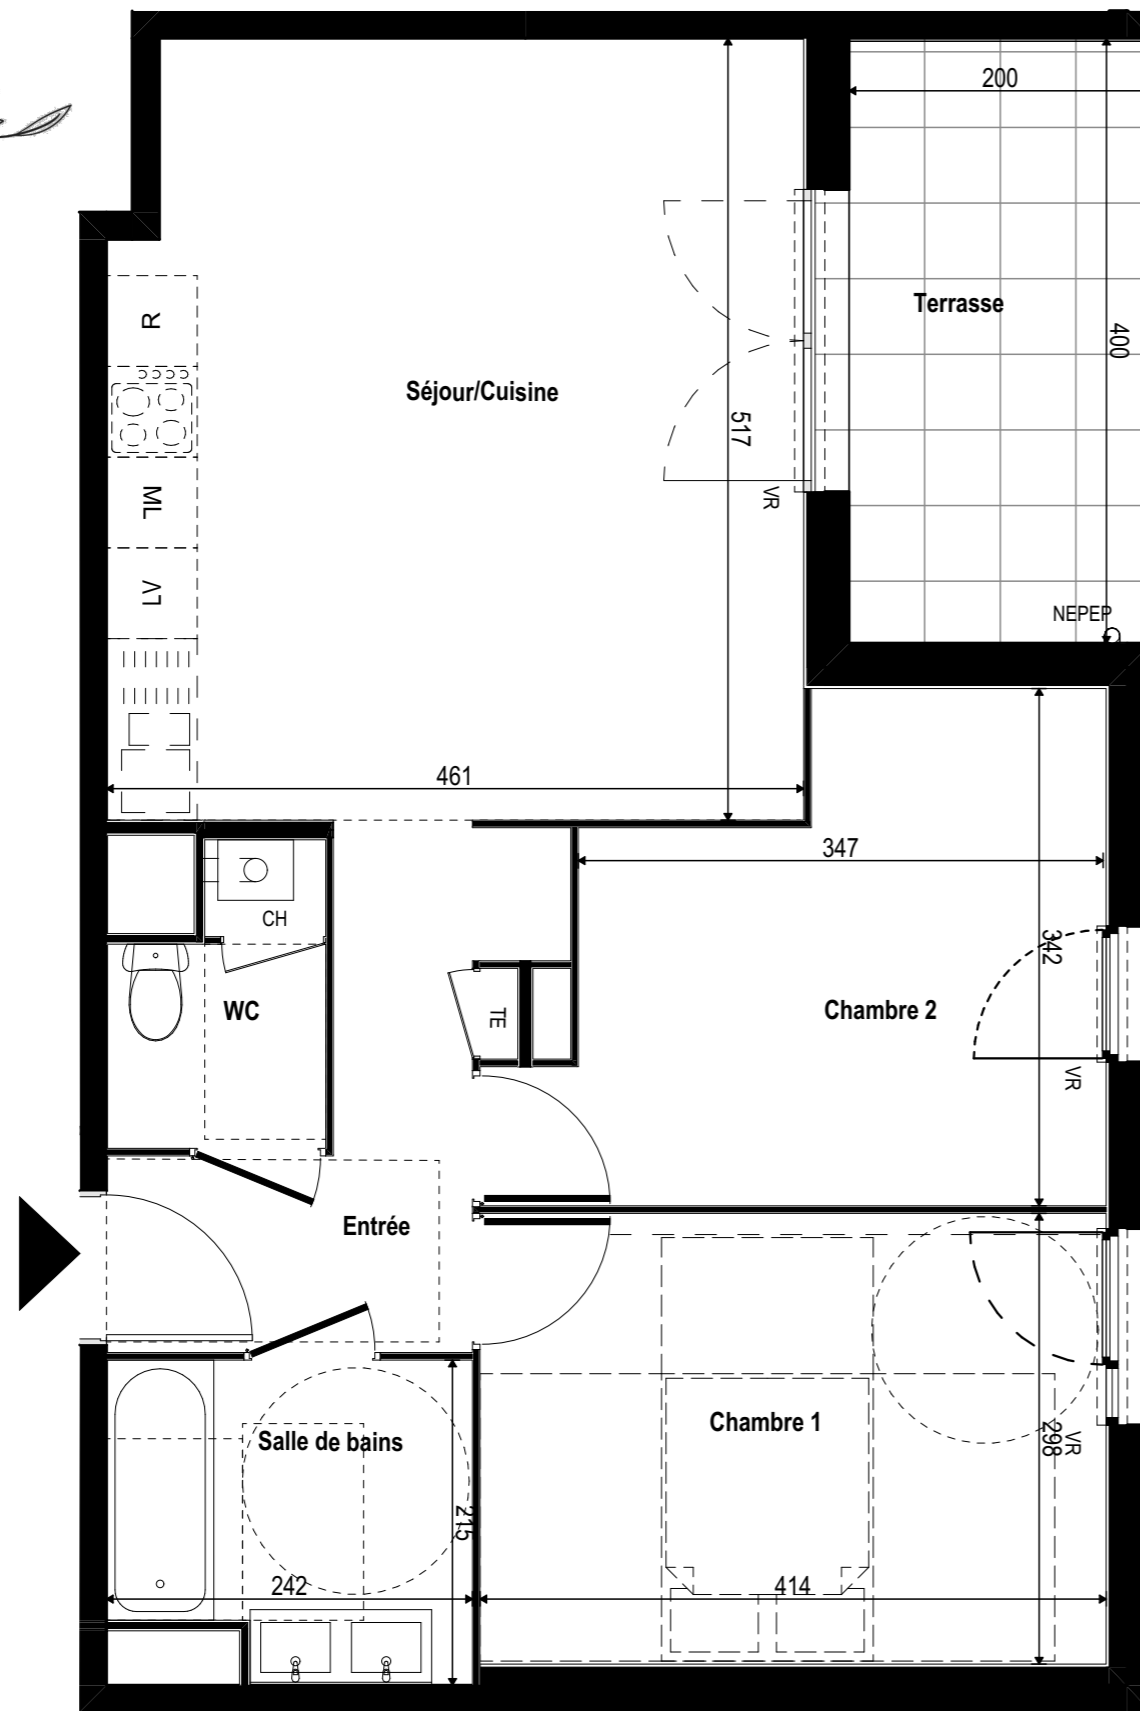 200
Terrasse
400
R
Séjour/Cuisine
517
VR
ML
LV
NEPEP
461
347
CH
342
WC
TE
Chambre 2
VR
Entrée
Chambre 1
298
VR
Salle de bains
215
242
414